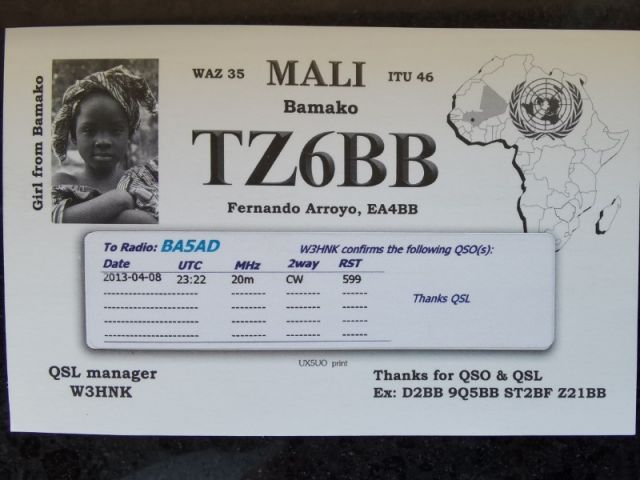 WAZ 35 MALI ITU 46
Bamako
TZ6BB
Fernando Arroyo, EA4BB
Girl from Bamako
To Radio: BA5AD W3HNK confirms the following QSO(s):
Date UTC MHz 2way RST
2013-04-08 23:22 20m CW 599
Thanks QSL
UX5UO print
QSL manager
W3HNK
Thanks for QSO & QSL
Ex: D2BB 9Q5BB ST2BF Z21BB